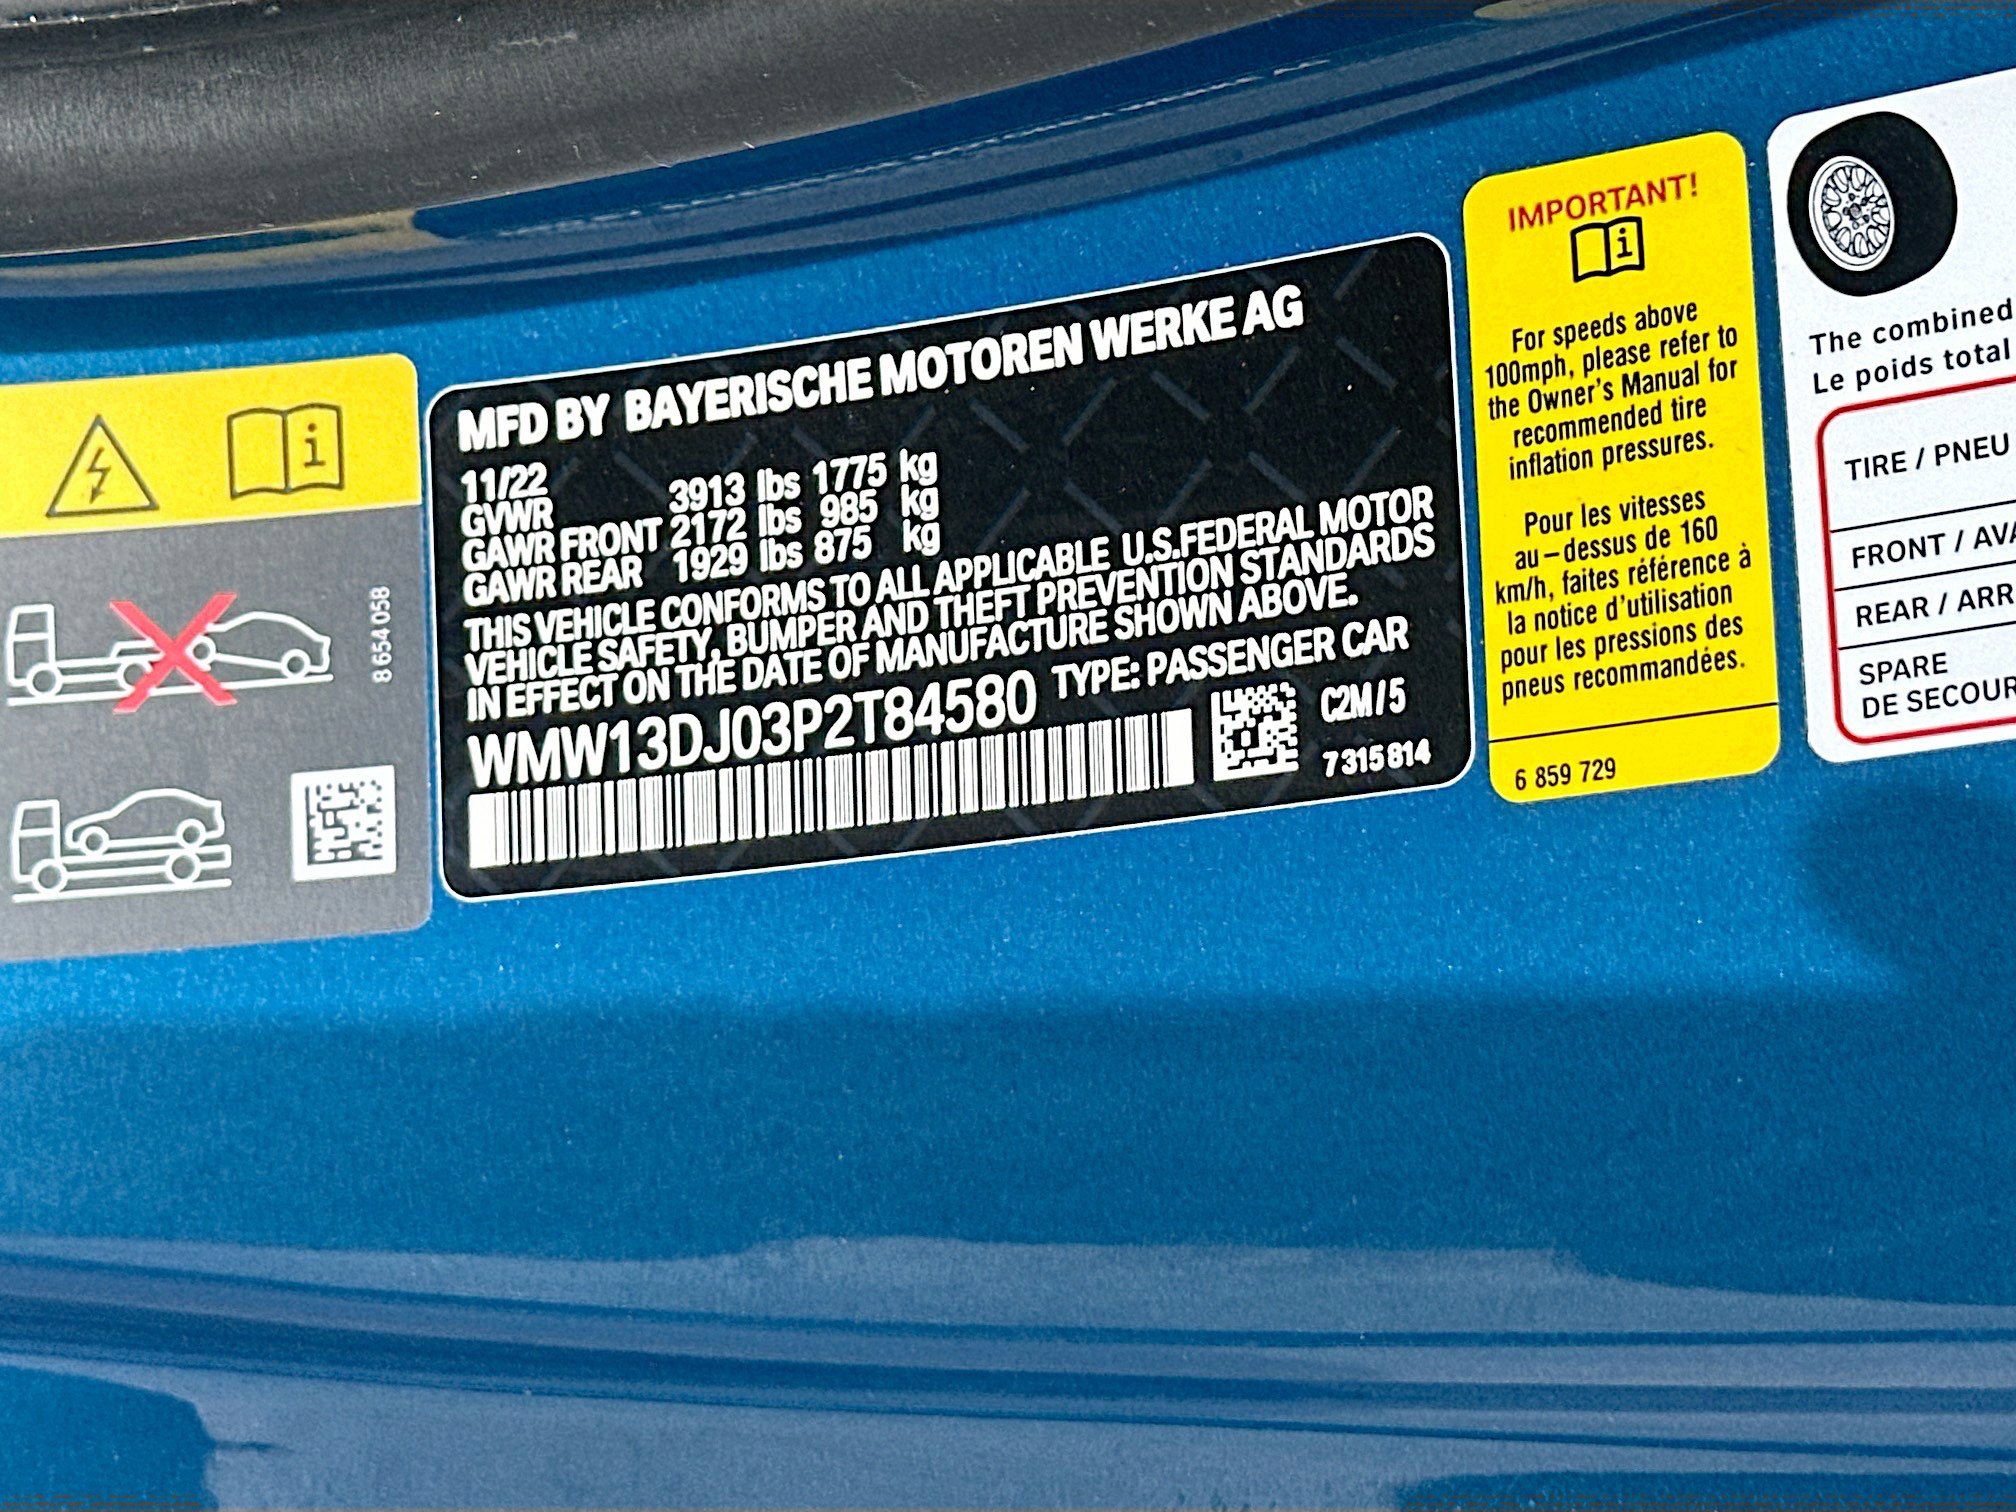 8 654 058
MFD BY BAYERISCHE MOTOREN WERKE AG
11/22
GVWR 3913 lbs 1775 kg
GAWR FRONT 2172 lbs 985 kg
GAWR REAR 1929 lbs 875 kg
THIS VEHICLE CONFORMS TO ALL APPLICABLE U.S.FEDERAL MOTOR
VEHICLE SAFETY, BUMPER AND THEFT PREVENTION STANDARDS
IN EFFECT ON THE DATE OF MANUFACTURE SHOWN ABOVE.
WMW13DJ03P2T84580 TYPE: PASSENGER CAR
C2M/5
7315814
IMPORTANT!
i
For speeds above
100mph, please refer to
the Owner's Manual for
recommended tire
inflation pressures.
Pour les vitesses
au-dessus de 160
km/h, faites référence à
la notice d'utilisation
pour les pressions des
pneus recommandées.
6 859 729
The combined
Le poids total
TIRE / PNEU
FRONT / AVA
REAR / ARR
SPARE
DE SECOUR